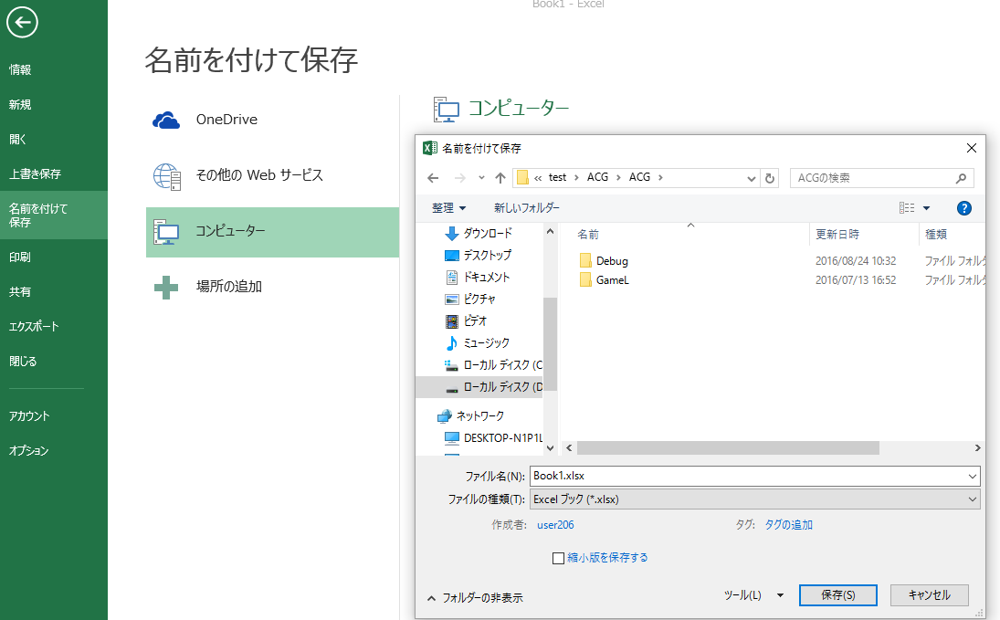 Book1 - Excel
名前を付けて保存
情報
新規
開く
上書き保存
名前を付けて
保存
印刷
共有
エクスポート
閉じる
アカウント
オプション
OneDrive
その他の Web サービス
コンピューター
場所の追加
コンピューター
名前を付けて保存
« test › ACG › ACG ›
ACGの検索
整理
新しいフォルダー
ダウンロード
デスクトップ
ドキュメント
ピクチャ
ビデオ
ミュージック
ローカル ディスク (C
ローカル ディスク (D
ネットワーク
DESKTOP-N1P1L
名前 更新日時 種類
Debug 2016/08/24 10:32 ファイル フォルダ
GameL 2016/07/13 16:52 ファイル フォルダ
ファイル名(N): Book1.xlsx
ファイルの種類(T): Excel ブック (*.xlsx)
作成者: user206 タグ: タグの追加
縮小版を保存する
フォルダーの非表示
ツール(L)
保存(S)
キャンセル